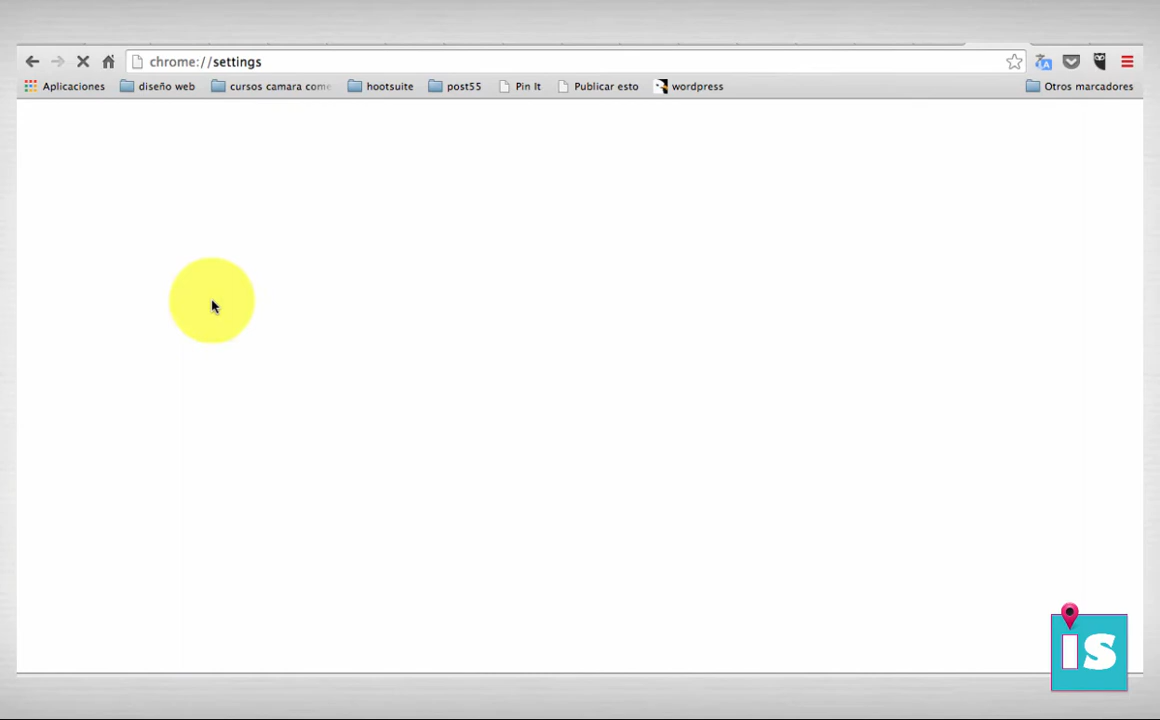 chrome://settings
Aplicaciones diseño web cursos camara come hootsuite post55 Pin It Publicar esto wordpress Otros marcadores
IS